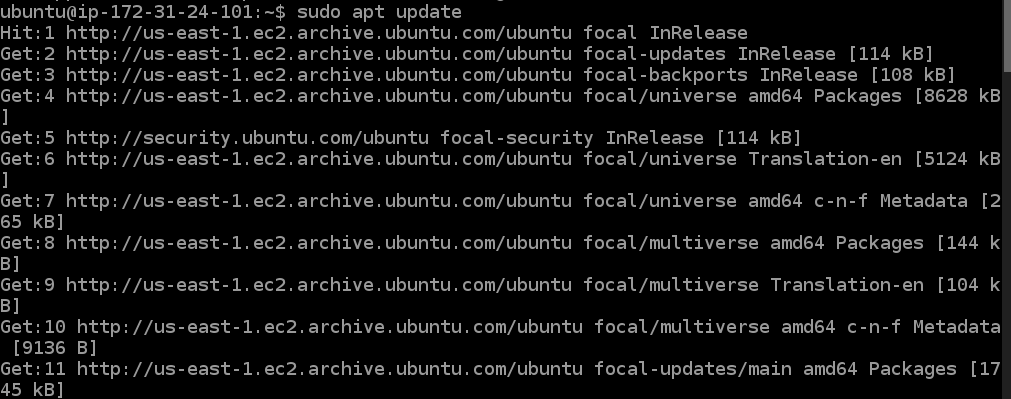 ubuntu@ip-172-31-24-101:~$ sudo apt update
Hit:1 http://us-east-1.ec2.archive.ubuntu.com/ubuntu focal InRelease
Get:2 http://us-east-1.ec2.archive.ubuntu.com/ubuntu focal-updates InRelease [114 kB]
Get:3 http://us-east-1.ec2.archive.ubuntu.com/ubuntu focal-backports InRelease [108 kB]
Get:4 http://us-east-1.ec2.archive.ubuntu.com/ubuntu focal/universe amd64 Packages [8628 kB
]
Get:5 http://security.ubuntu.com/ubuntu focal-security InRelease [114 kB]
Get:6 http://us-east-1.ec2.archive.ubuntu.com/ubuntu focal/universe Translation-en [5124 kB
]
Get:7 http://us-east-1.ec2.archive.ubuntu.com/ubuntu focal/universe amd64 c-n-f Metadata [2
65 kB]
Get:8 http://us-east-1.ec2.archive.ubuntu.com/ubuntu focal/multiverse amd64 Packages [144 k
B]
Get:9 http://us-east-1.ec2.archive.ubuntu.com/ubuntu focal/multiverse Translation-en [104 k
B]
Get:10 http://us-east-1.ec2.archive.ubuntu.com/ubuntu focal/multiverse amd64 c-n-f Metadata
 [9136 B]
Get:11 http://us-east-1.ec2.archive.ubuntu.com/ubuntu focal-updates/main amd64 Packages [17
45 kB]